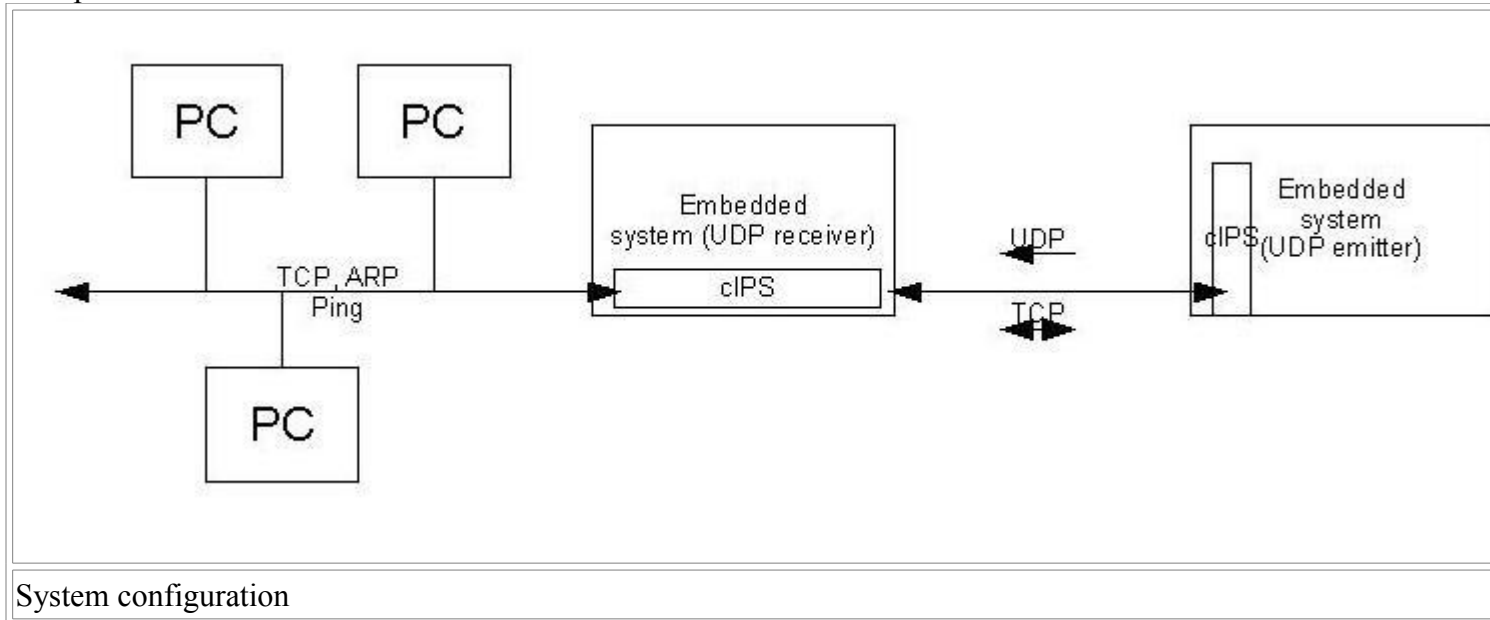 PC
PC
Embedded
system (UDP receiver)
cIPS
TCP, ARP
Ping
PC
UDP
TCP
cIPS
Embedded
system
(UDP emitter)
System configuration